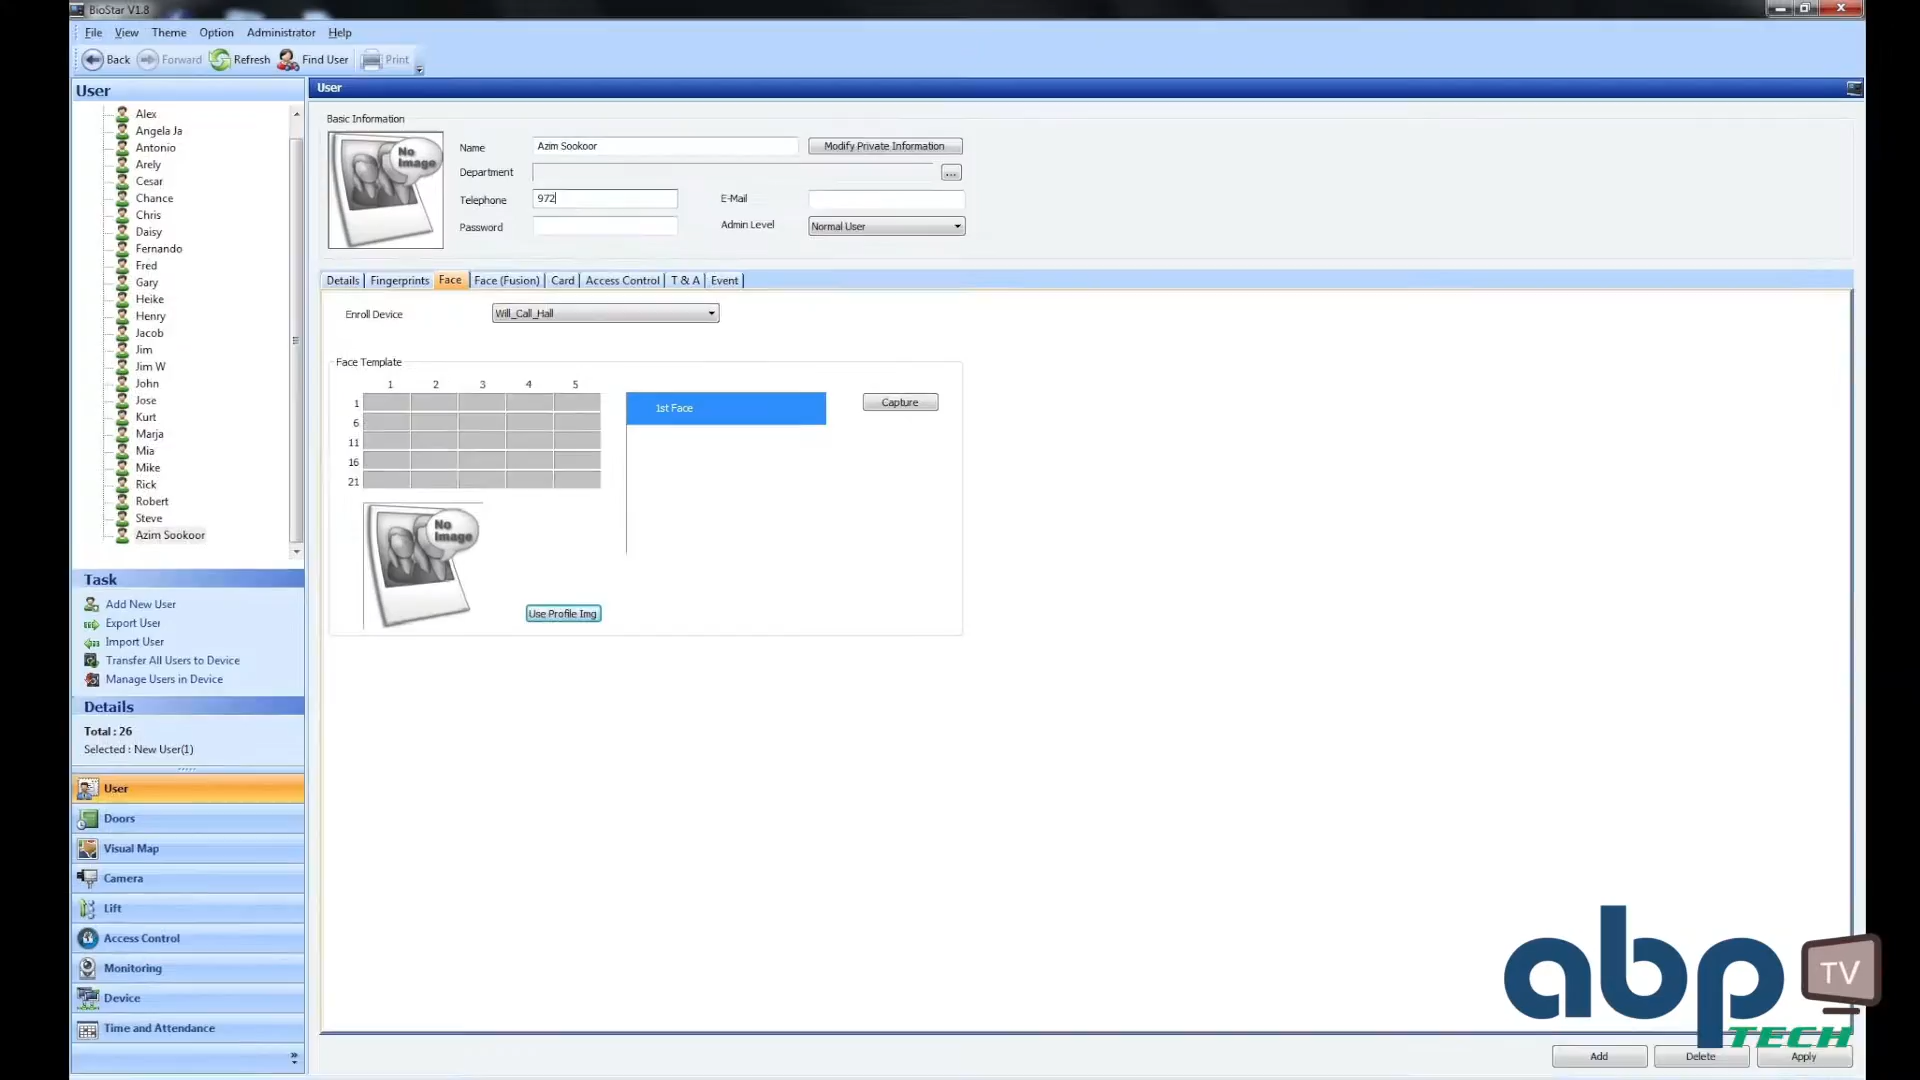 BioStar V1.8
File View Theme Option Administrator Help
Back Forward Refresh Find User Print
User
Alex
Angela Ja
Antonio
Arely
Cesar
Chance
Chris
Daisy
Fernando
Fred
Gary
Heike
Henry
Jacob
Jim
Jim W
John
Jose
Kurt
Marja
Mia
Mike
Rick
Robert
Steve
Azim Sookoor
Task
Add New User
Export User
Import User
Transfer All Users to Device
Manage Users in Device
Details
Total : 26
Selected : New User(1)
User
Doors
Visual Map
Camera
Lift
Access Control
Monitoring
Device
Time and Attendance
User
Basic Information
No Image
Name Azim Sookoor Modify Private Information
Department ...
Telephone 972 E-Mail
Password Admin Level Normal User
Details Fingerprints Face Face (Fusion) Card Access Control T & A Event
Enroll Device Will_Call_Hall
Face Template
1 2 3 4 5
1
6
11
16
21
1st Face
Capture
No Image
Use Profile Img
abp TV
TECH
Add Delete Apply